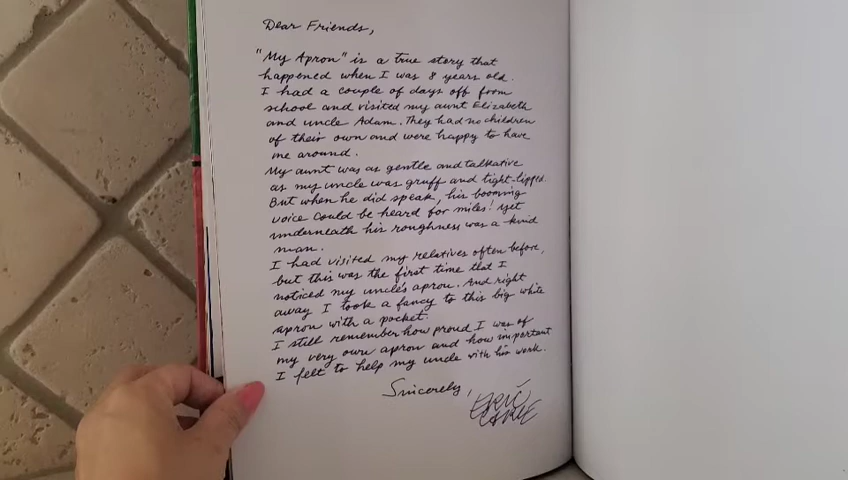 Dear Friends,
"My Apron" is a true story that
happened when I was 8 years old.
I had a couple of days off from
school and visited my aunt Elizabeth
and uncle Adam. They had no children
of their own and were happy to have
me around.
My aunt was as gentle and talkative
as my uncle was gruff and tight-lipped.
But when he did speak, his booming
voice could be heard for miles! Yet
underneath his roughness was a kind
man.
I had visited my relatives often before,
but this was the first time that I
noticed my uncle's apron. And right
away I took a fancy to this big white
apron with a pocket.
I still remember how proud I was of
my very own apron and how important
I felt to help my uncle with his work.
Sincerely,
ERIC
CARLE